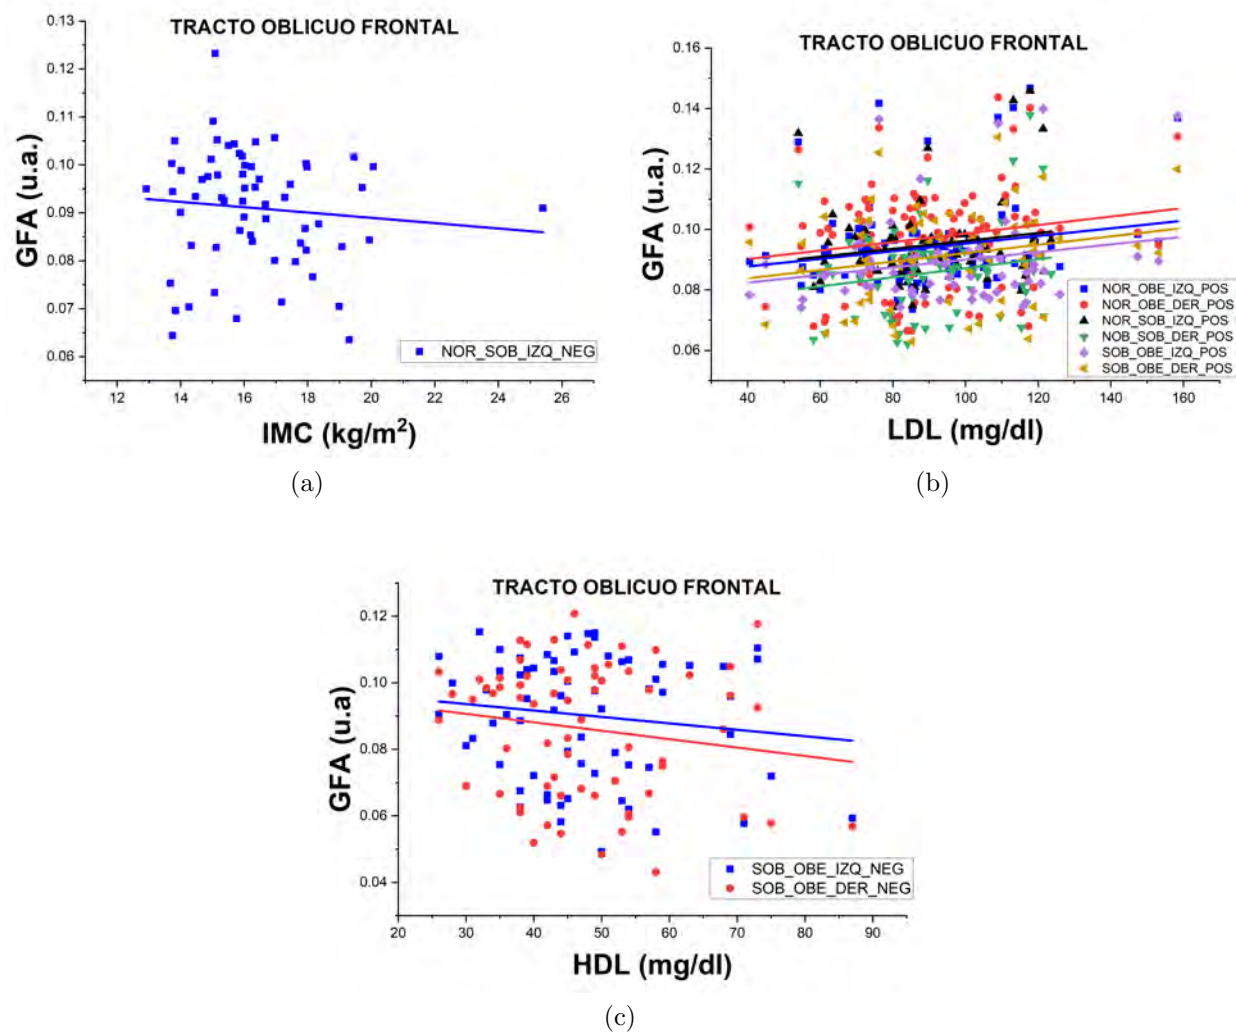 TRACTO OBLICUO FRONTAL
0.13
0.12
0.11
0.10
0.09
0.08
0.07
0.06
GFA (u.a.)
NOR_SOB_IZQ_NEG
12 14 16 18 20 22 24 26
IMC (kg/m²)
(a)
TRACTO OBLICUO FRONTAL
0.16
0.14
0.12
0.10
0.08
0.06
GFA (u.a.)
NOR_OBE_IZQ_POS
NOR_OBE_DER_POS
NOR_SOB_IZQ_POS
NOB_SOB_DER_POS
SOB_OBE_IZQ_POS
SOB_OBE_DER_POS
40 60 80 100 120 140 160
LDL (mg/dl)
(b)
TRACTO OBLICUO FRONTAL
0.12
0.10
0.08
0.06
0.04
GFA (u.a)
SOB_OBE_IZQ_NEG
SOB_OBE_DER_NEG
20 30 40 50 60 70 80 90
HDL (mg/dl)
(c)